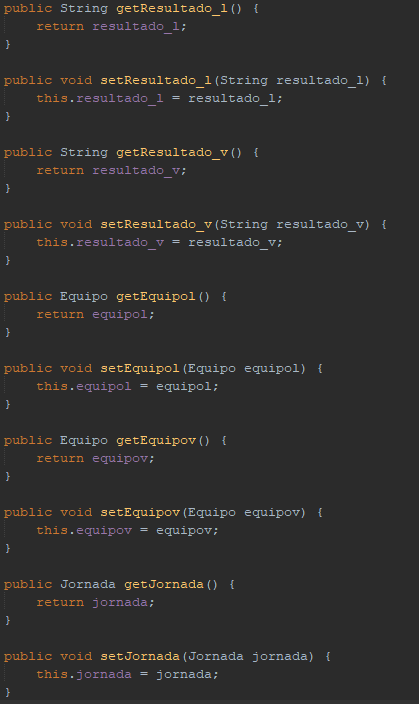 public String getResultado_l() {
    return resultado_l;
}

public void setResultado_l(String resultado_l) {
    this.resultado_l = resultado_l;
}

public String getResultado_v() {
    return resultado_v;
}

public void setResultado_v(String resultado_v) {
    this.resultado_v = resultado_v;
}

public Equipo getEquipol() {
    return equipol;
}

public void setEquipol(Equipo equipol) {
    this.equipol = equipol;
}

public Equipo getEquipov() {
    return equipov;
}

public void setEquipov(Equipo equipov) {
    this.equipov = equipov;
}

public Jornada getJornada() {
    return jornada;
}

public void setJornada(Jornada jornada) {
    this.jornada = jornada;
}